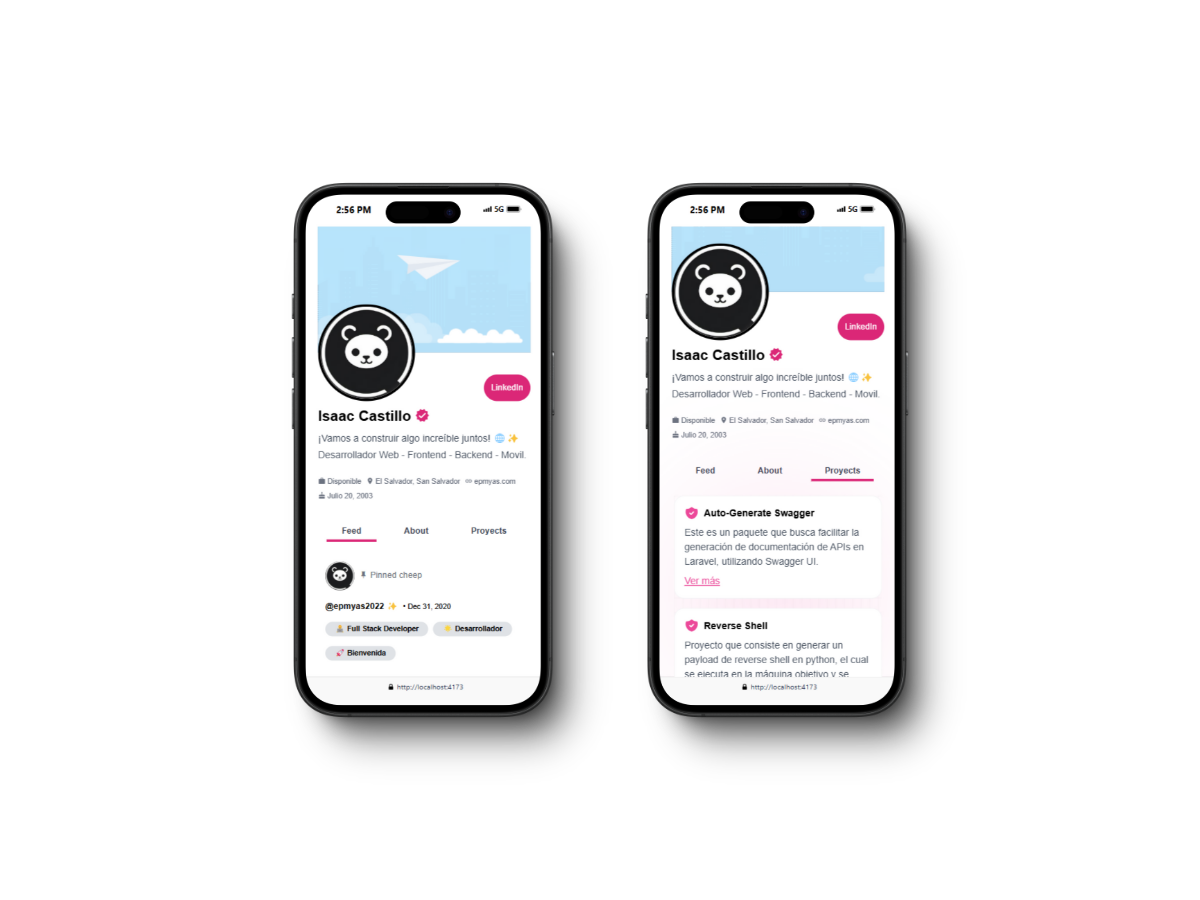 2:56 PM
5G
LinkedIn
Isaac Castillo
¡Vamos a construir algo increíble juntos! 🌐 ✨
Desarrollador Web - Frontend - Backend - Movil.
Disponible El Salvador, San Salvador epmyas.com
Julio 20, 2003
Feed About Proyects
Pinned cheep
@epmyas2022 ✨ • Dec 31, 2020
Full Stack Developer Desarrollador
Bienvenida
http://localhost:4173
2:56 PM
5G
LinkedIn
Isaac Castillo
¡Vamos a construir algo increíble juntos! 🌐 ✨
Desarrollador Web - Frontend - Backend - Movil.
Disponible El Salvador, San Salvador epmyas.com
Julio 20, 2003
Feed About Proyects
Auto-Generate Swagger
Este es un paquete que busca facilitar la
generación de documentación de APIs en
Laravel, utilizando Swagger UI.
Ver más
Reverse Shell
Proyecto que consiste en generar un
payload de reverse shell en python, el cual
se ejecuta en la máquina objetivo y se
http://localhost:4173